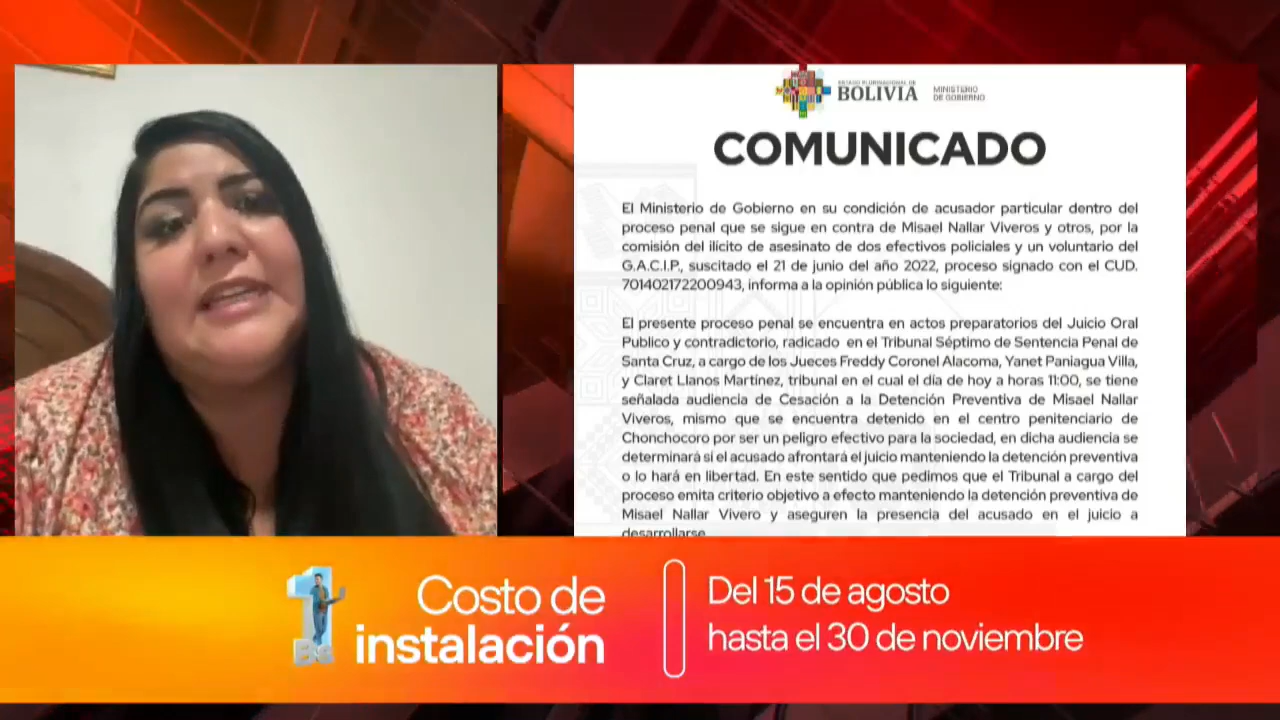 ESTADO PLURINACIONAL DE
BOLIVIA
MINISTERIO
DE GOBIERNO
COMUNICADO
El Ministerio de Gobierno en su condición de acusador particular dentro del
proceso penal que se sigue en contra de Misael Nallar Viveros y otros, por la
comisión del ilícito de asesinato de dos efectivos policiales y un voluntario del
G.A.C.I.P., suscitado el 21 de junio del año 2022, proceso signado con el CUD.
701402172200943, informa a la opinión pública lo siguiente:
El presente proceso penal se encuentra en actos preparatorios del Juicio Oral
Publico y contradictorio, radicado en el Tribunal Séptimo de Sentencia Penal de
Santa Cruz, a cargo de los Jueces Freddy Coronel Alacoma, Yanet Paniagua Villa,
y Claret Llanos Martínez, tribunal en el cual el día de hoy a horas 11:00, se tiene
señalada audiencia de Cesación a la Detención Preventiva de Misael Nallar
Viveros, mismo que se encuentra detenido en el centro penitenciario de
Chonchocoro por ser un peligro efectivo para la sociedad, en dicha audiencia se
determinará si el acusado afrontará el juicio manteniendo la detención preventiva
o lo hará en libertad. En este sentido que pedimos que el Tribunal a cargo del
proceso emita criterio objetivo a efecto manteniendo la detención preventiva de
Misael Nallar Vivero y aseguren la presencia del acusado en el juicio a
desarrollarse
1
Bs
Costo de
instalación
Del 15 de agosto
hasta el 30 de noviembre